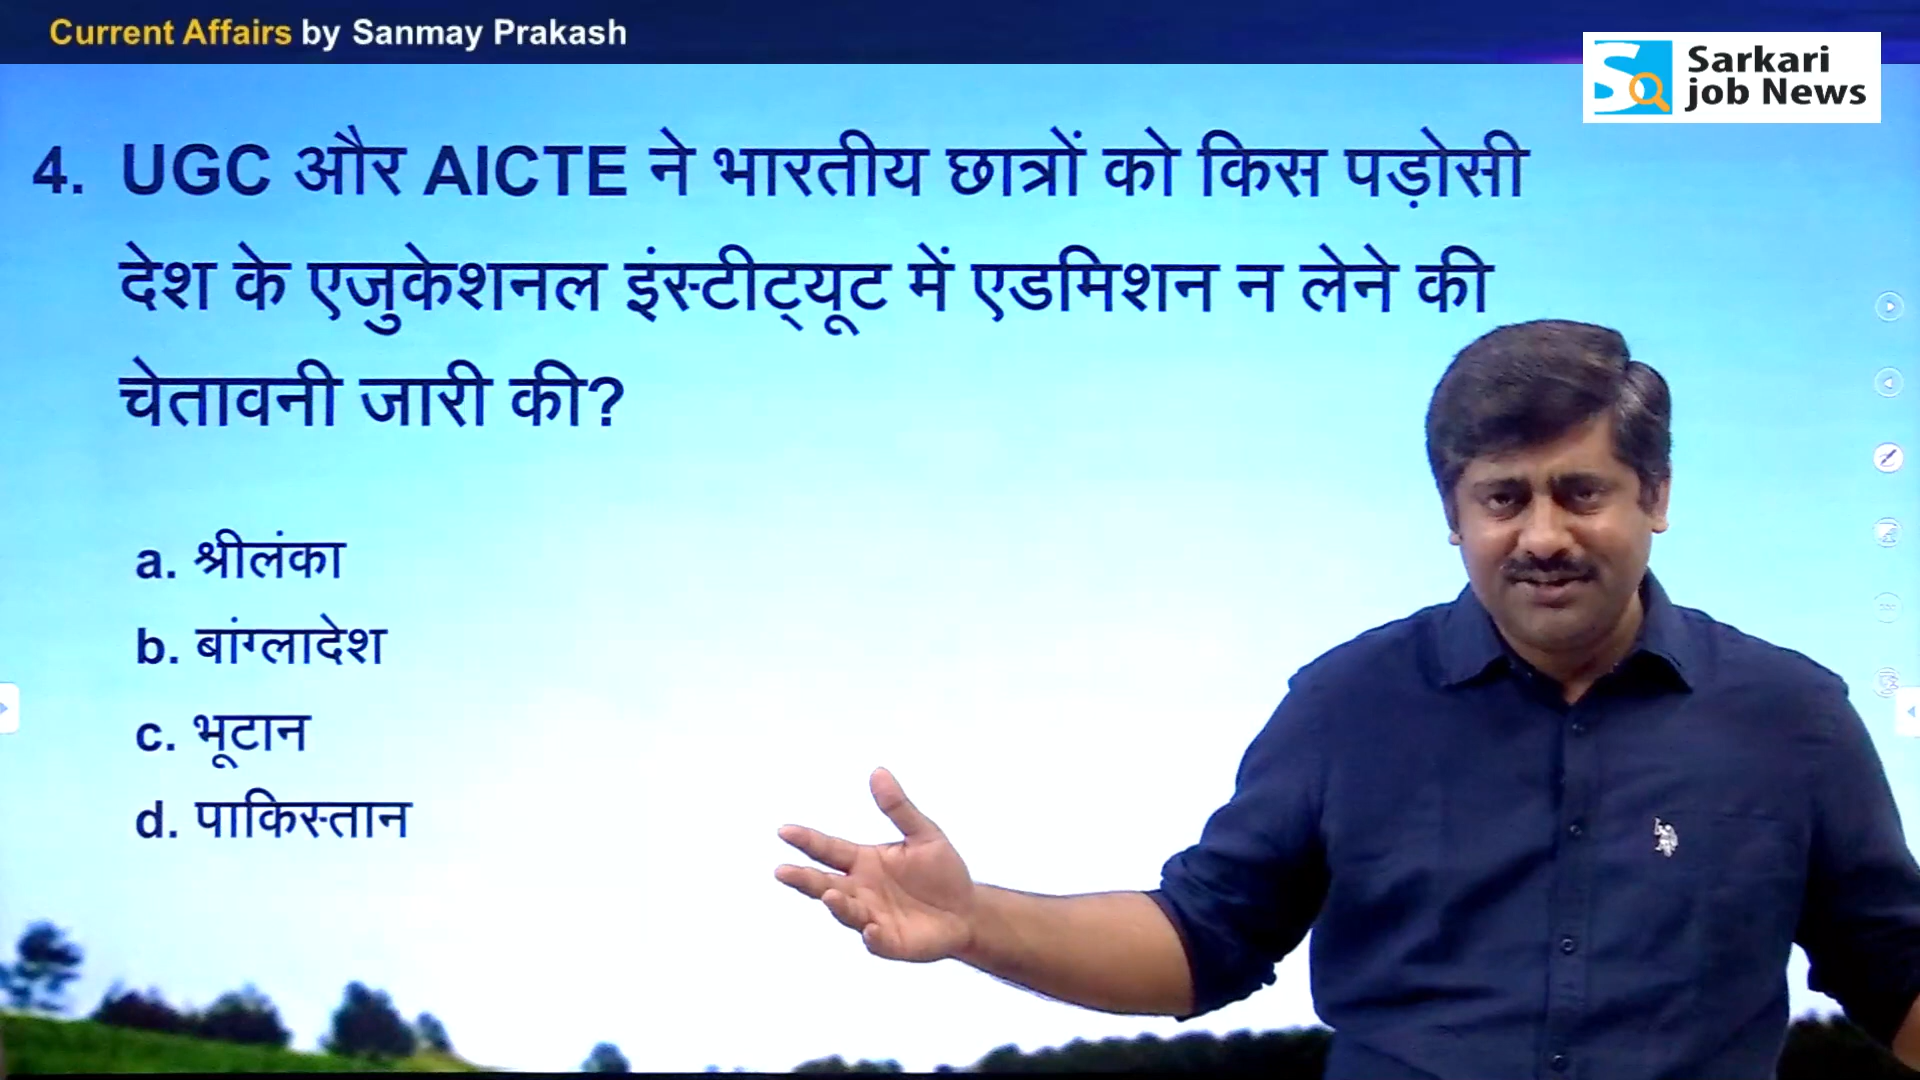 Current Affairs by Sanmay Prakash
Sarkari
job News
4. UGC और AICTE ने भारतीय छात्रों को किस पड़ोसी
देश के एजुकेशनल इंस्टीट्यूट में एडमिशन न लेने की
चेतावनी जारी की?
a. श्रीलंका
b. बांग्लादेश
c. भूटान
d. पाकिस्तान